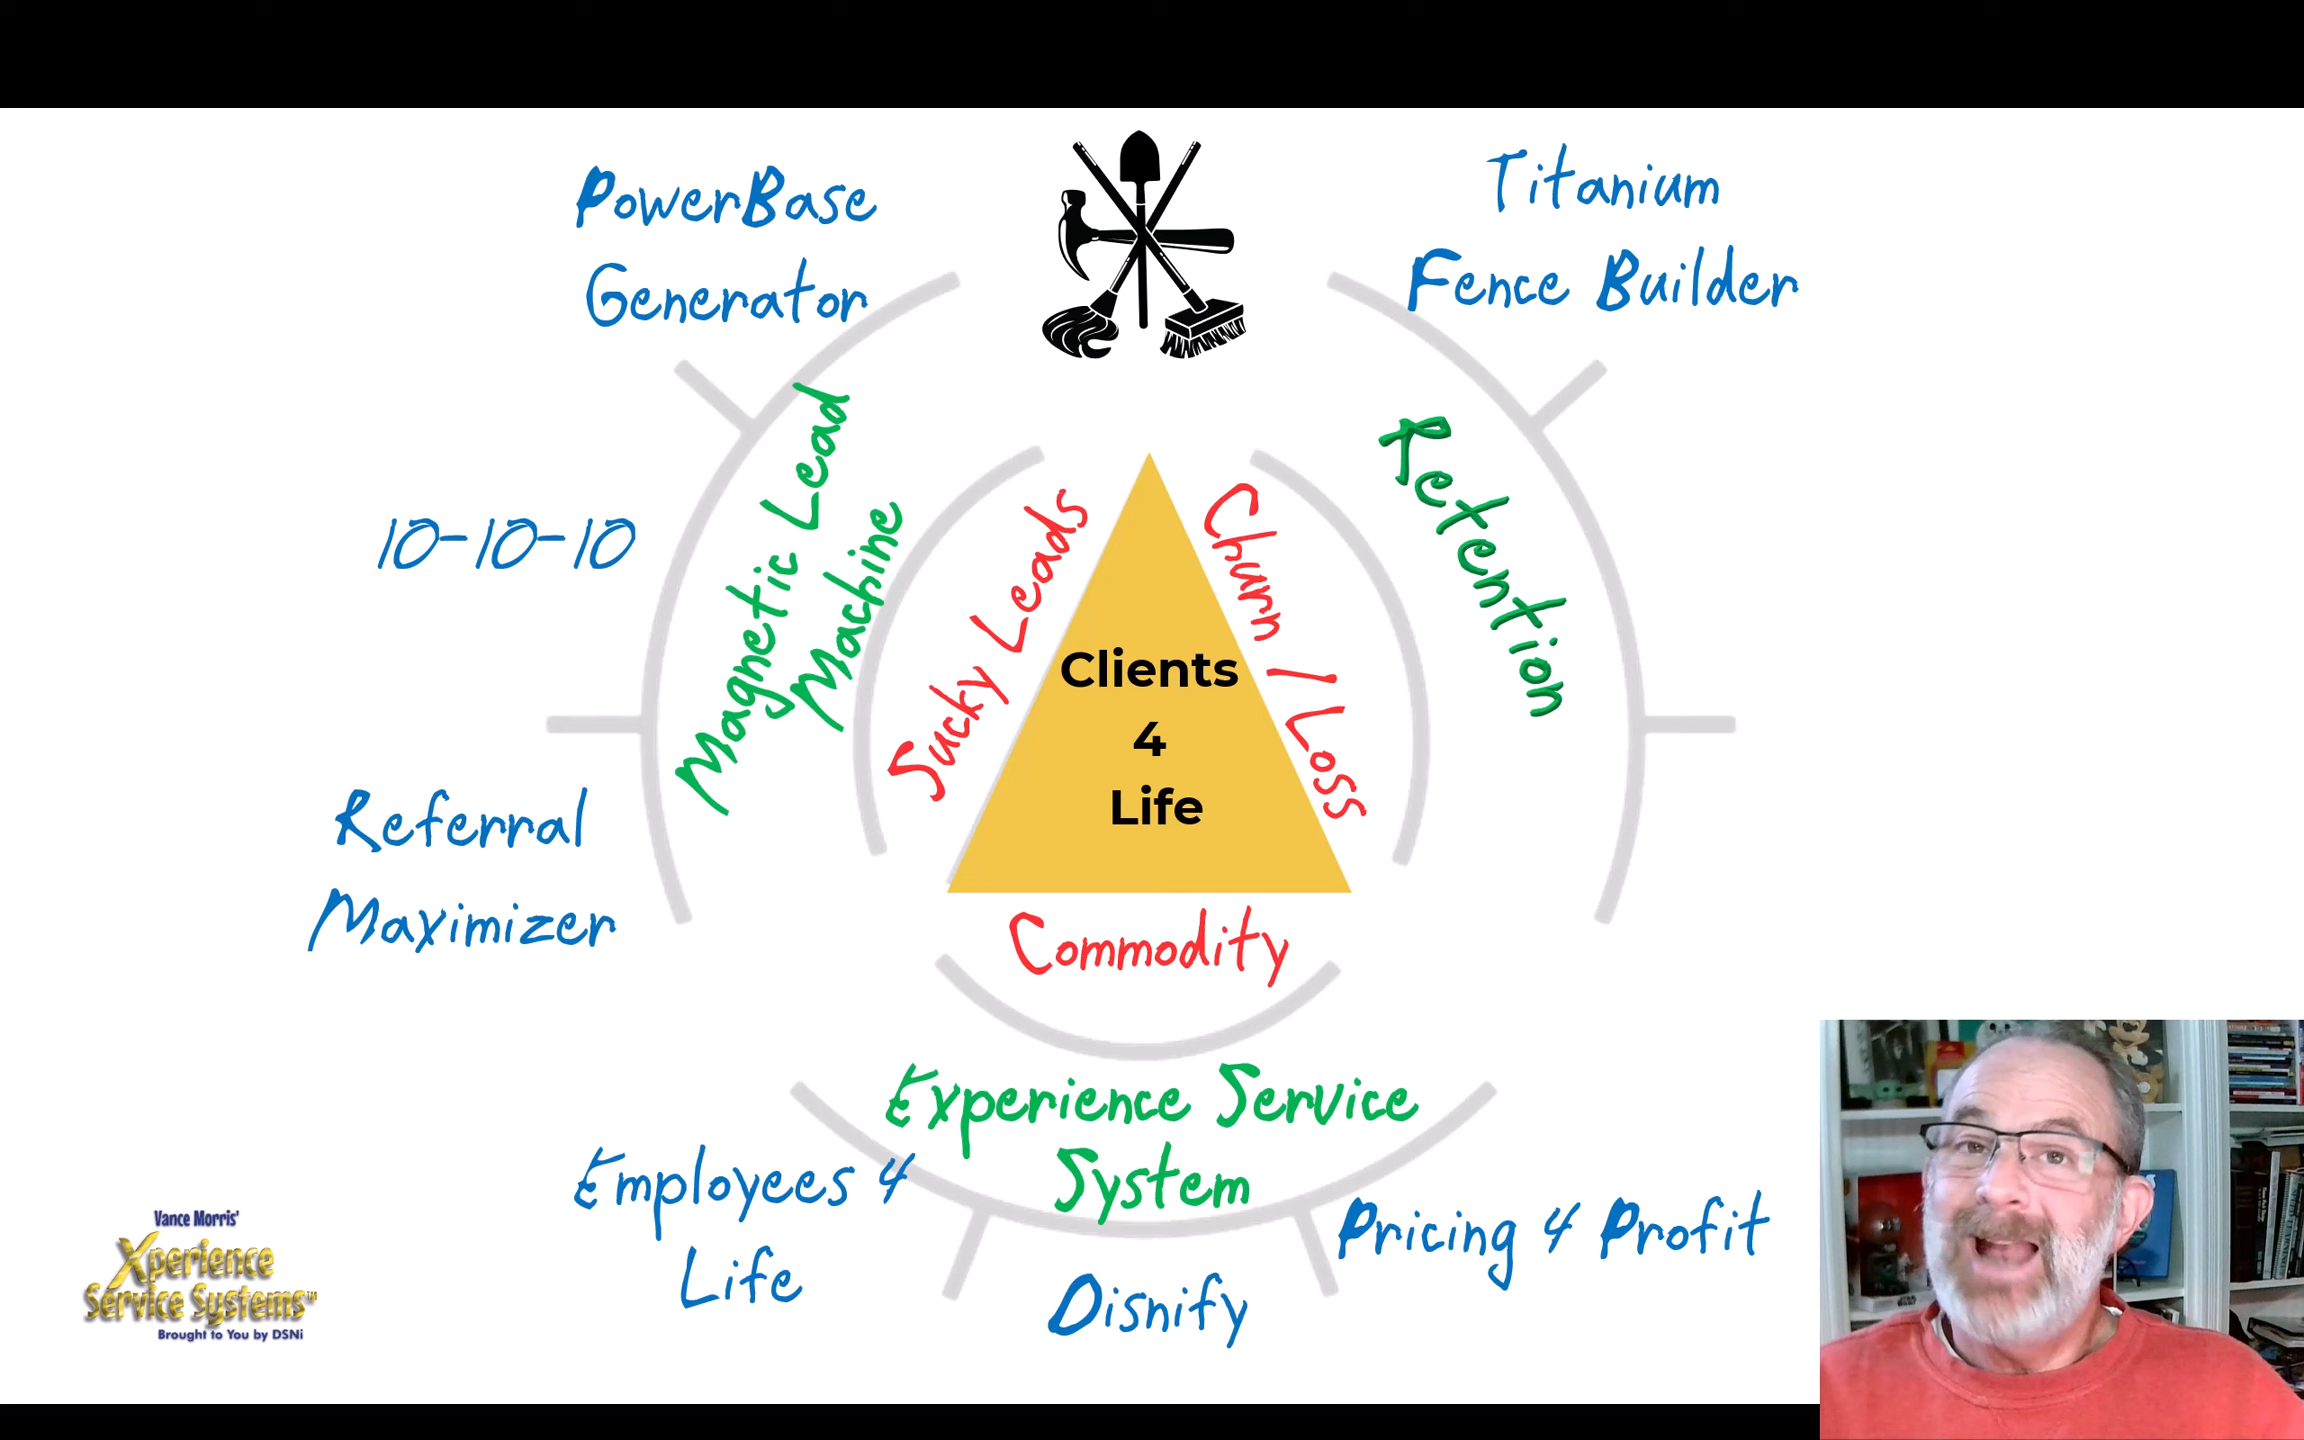 PowerBase
Generator
Titanium
Fence Builder
10-10-10
Magnetic Lead
Machine
Sucky Leads
Churn / Loss
Retention
Clients
4
Life
Referral
Maximizer
Commodity
Experience Service
System
Employees 4
Life
Disnify
Pricing 4 Profit
Vance Morris'
Xperience
Service Systems™
Brought to You by DSNi